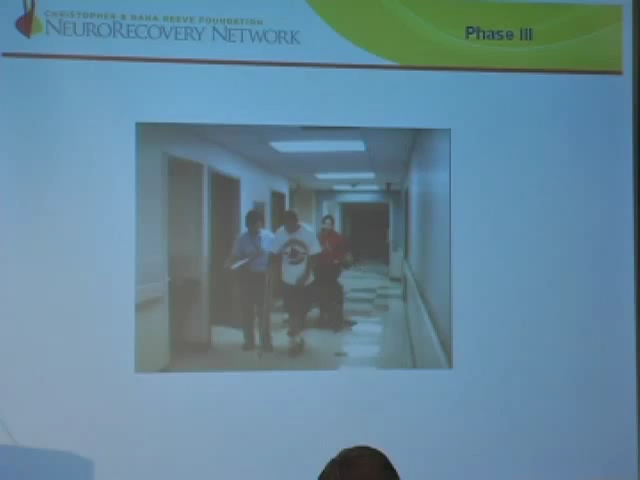 CHRISTOPHER & DANA REEVE FOUNDATION
NEURORECOVERY NETWORK
Phase III